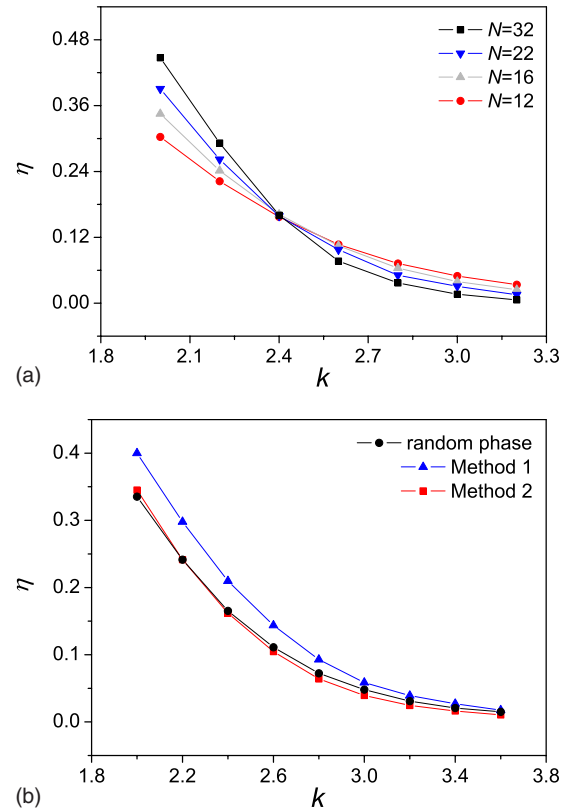 0.48
0.36
0.24
0.12
0.00
η
N=32
N=22
N=16
N=12
1.8
2.1
2.4
2.7
3.0
3.3
k
(a)
0.4
0.3
0.2
0.1
0.0
η
random phase
Method 1
Method 2
1.8
2.2
2.6
3.0
3.4
3.8
k
(b)